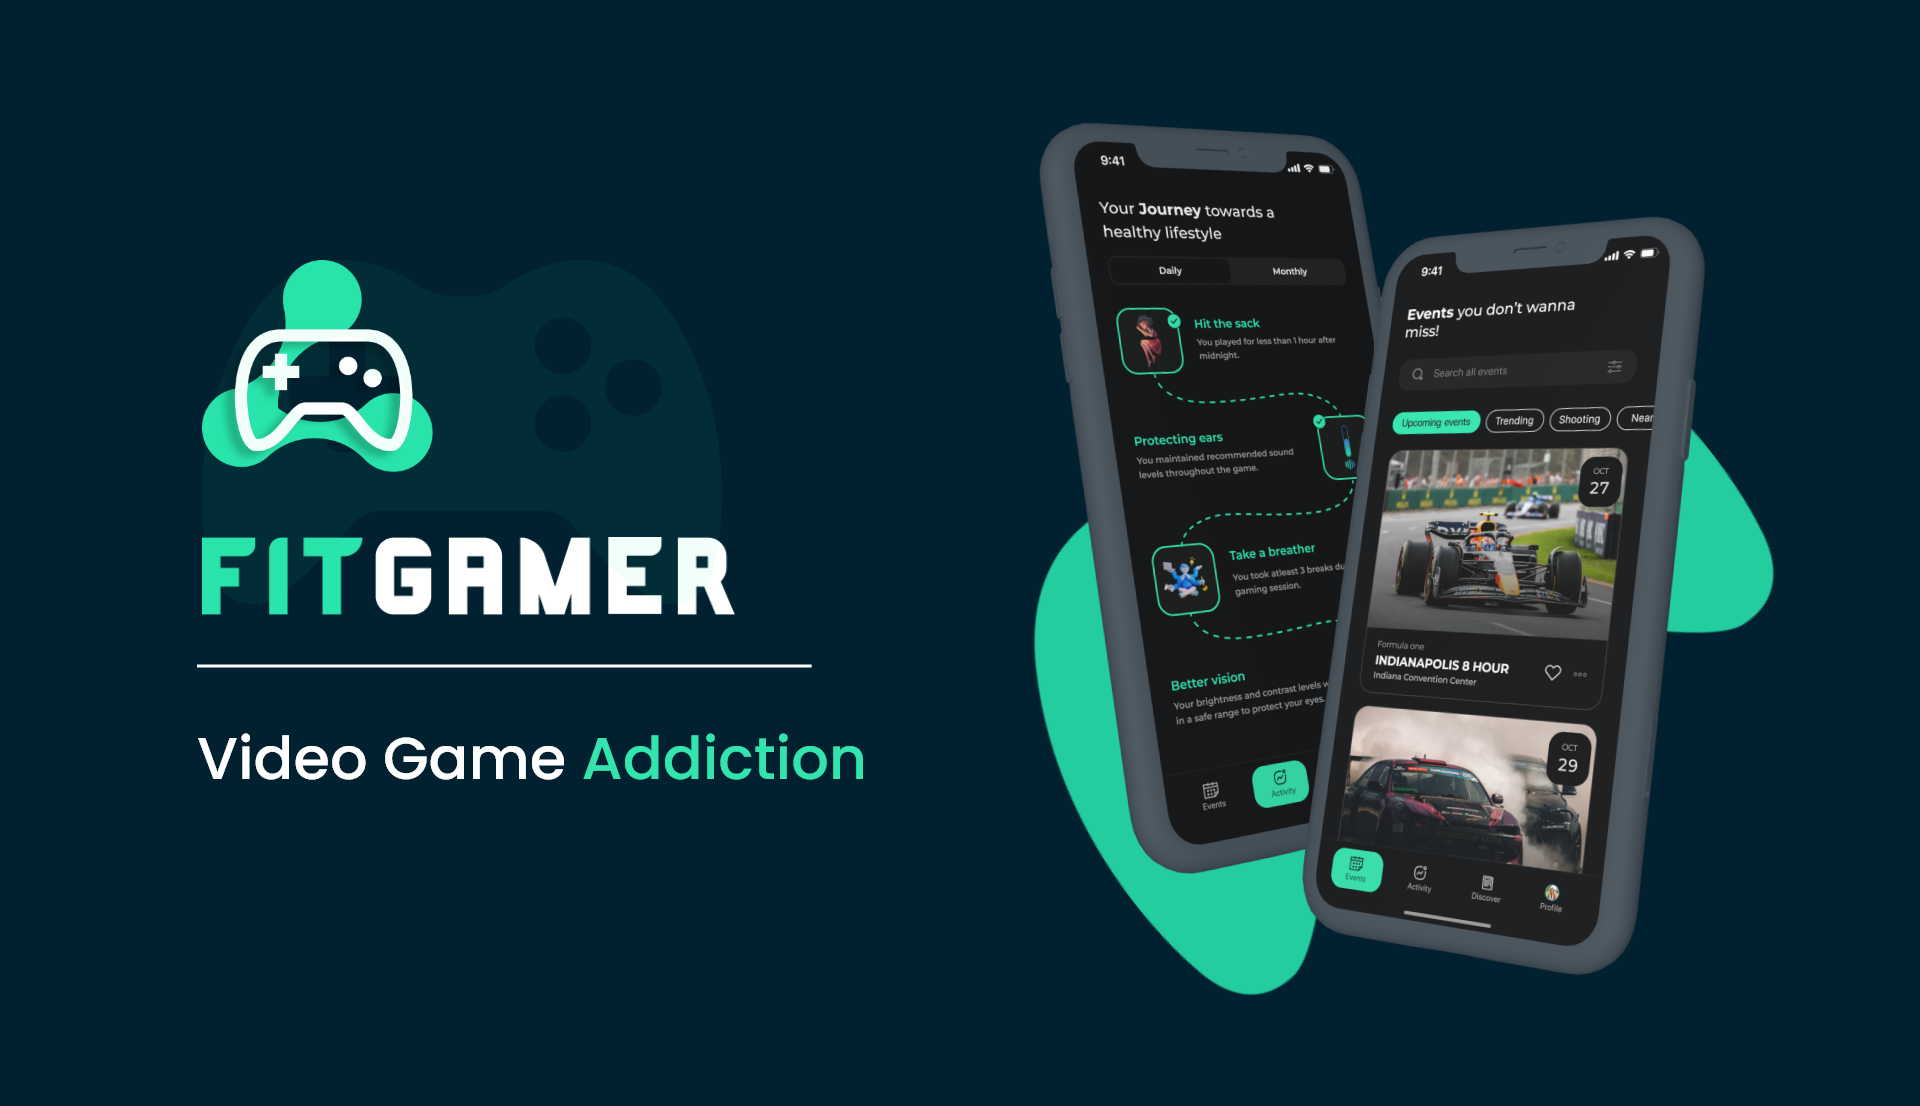 FITGAMER
Video Game Addiction
9:41
Your Journey towards a
healthy lifestyle
Daily
Monthly
Hit the sack
You played for less than 1 hour after
midnight.
Protecting ears
You maintained recommended sound
levels throughout the game.
Take a breather
You took atleast 3 breaks du
gaming session.
Better vision
Your brightness and contrast levels w
in a safe range to protect your eyes.
Events
Activity
9:41
Events you don't wanna
miss!
Search all events
Upcoming events
Trending
Shooting
Near
OCT
27
Formula one
INDIANAPOLIS 8 HOUR
Indiana Convention Center
OCT
29
Events
Activity
Discover
Profile